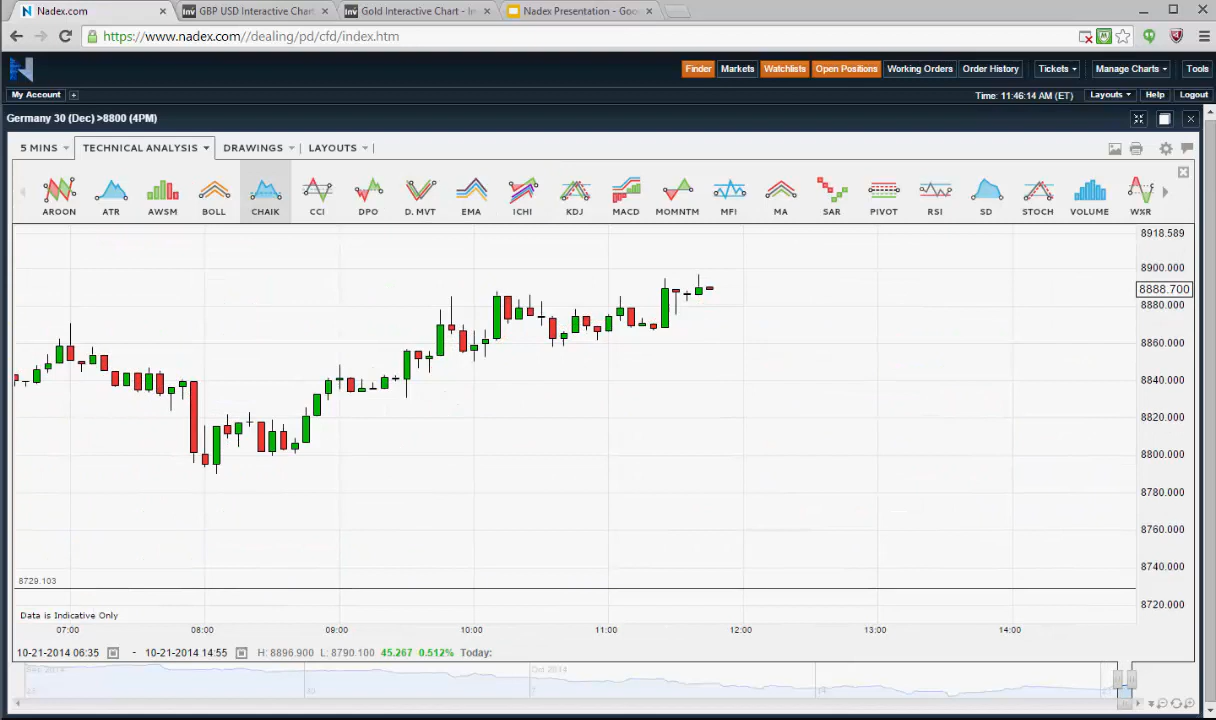 Nadex.com
GBP USD Interactive Chart
Gold Interactive Chart - In
Nadex Presentation - Goo
https://www.nadex.com//dealing/pd/cfd/index.htm
Finder Markets Watchlists Open Positions Working Orders Order History Tickets Manage Charts Tools
My Account
Time: 11:46:14 AM (ET) Layouts Help Logout
Germany 30 (Dec) >8800 (4PM)
5 MINS TECHNICAL ANALYSIS DRAWINGS LAYOUTS
AROON ATR AWSM BOLL CHAIK CCI DPO D. MVT EMA ICHI KDJ MACD MOMNTM MFI MA SAR PIVOT RSI SD STOCH VOLUME W%R
8918.589
8900.000
8888.700
8880.000
8860.000
8840.000
8820.000
8800.000
8780.000
8760.000
8740.000
8729.103
8720.000
Data is Indicative Only
07:00 08:00 09:00 10:00 11:00 12:00 13:00 14:00
10-21-2014 06:35 - 10-21-2014 14:55 H: 8896.900 L: 8790.100 45.267 0.512% Today: